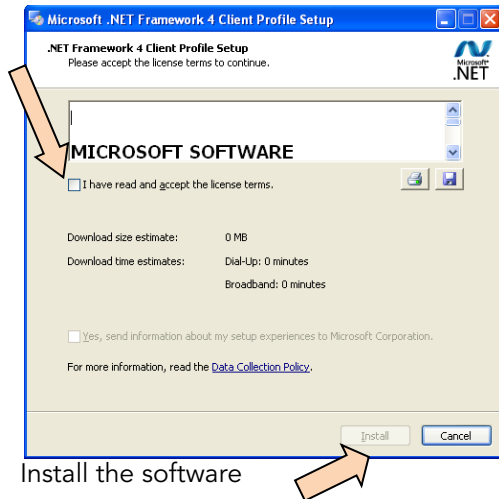 Microsoft .NET Framework 4 Client Profile Setup
.NET Framework 4 Client Profile Setup
Please accept the license terms to continue.
Microsoft®
.NET
MICROSOFT SOFTWARE
I have read and accept the license terms.
Download size estimate: 0 MB
Download time estimates: Dial-Up: 0 minutes
Broadband: 0 minutes
Yes, send information about my setup experiences to Microsoft Corporation.
For more information, read the Data Collection Policy.
Install Cancel
Install the software